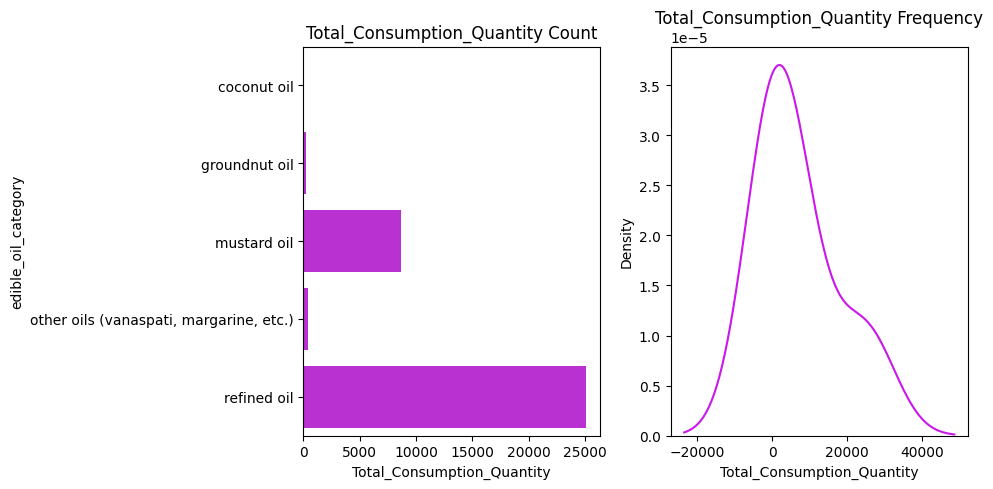 Total_Consumption_Quantity Count
edible_oil_category
coconut oil
groundnut oil
mustard oil
other oils (vanaspati, margarine, etc.)
refined oil
0 5000 10000 15000 20000 25000
Total_Consumption_Quantity
Total_Consumption_Quantity Frequency
1e−5
Density
3.5
3.0
2.5
2.0
1.5
1.0
0.5
0.0
−20000 0 20000 40000
Total_Consumption_Quantity